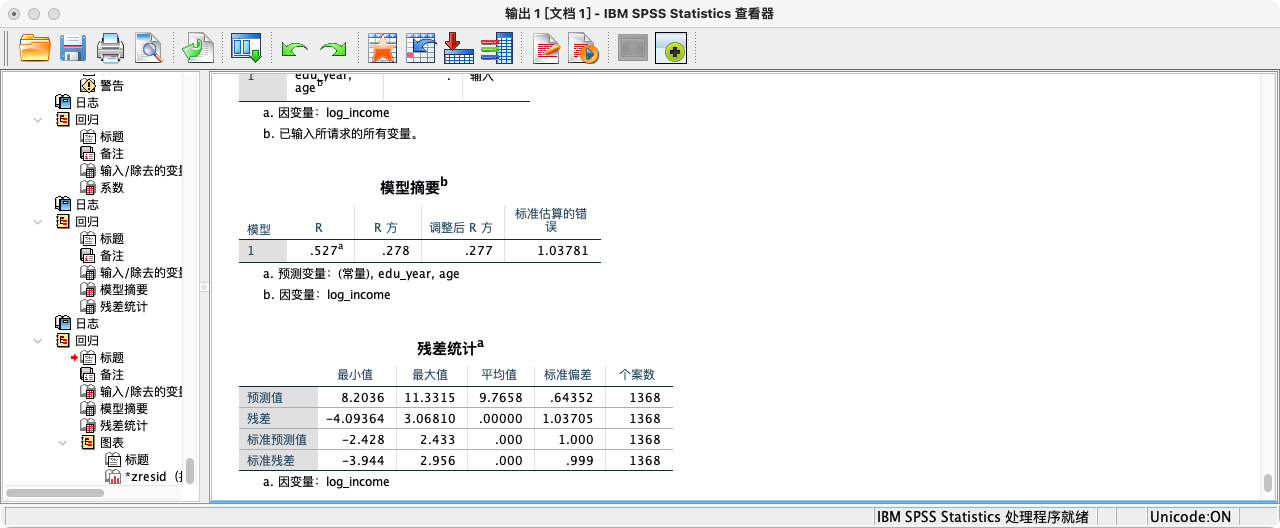 输出 1 [文档 1] - IBM SPSS Statistics 查看器
警告
日志
回归
标题
备注
输入/除去的变量
系数
日志
回归
标题
备注
输入/除去的变量
模型摘要
残差统计
日志
回归
标题
备注
输入/除去的变量
模型摘要
残差统计
图表
标题
*zresid
1 edu_year, . 输入
age b
a. 因变量：log_income
b. 已输入所请求的所有变量。
模型摘要b
模型 R R 方 调整后 R 方 标准估算的错
误
1 .527a .278 .277 1.03781
a. 预测变量：(常量), edu_year, age
b. 因变量：log_income
残差统计a
最小值 最大值 平均值 标准偏差 个案数
预测值 8.2036 11.3315 9.7658 .64352 1368
残差 -4.09364 3.06810 .00000 1.03705 1368
标准预测值 -2.428 2.433 .000 1.000 1368
标准残差 -3.944 2.956 .000 .999 1368
a. 因变量：log_income
IBM SPSS Statistics 处理程序就绪 Unicode:ON